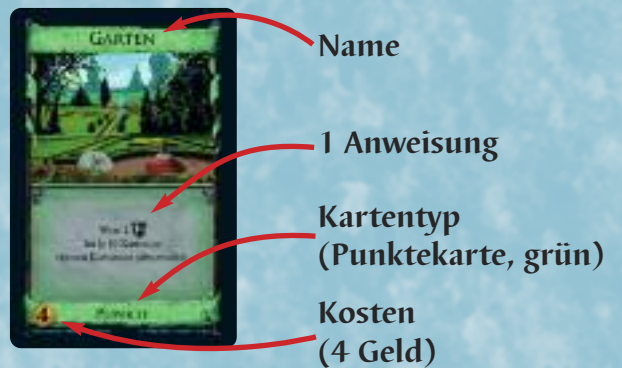 GARTEN
Name
1 Anweisung
Kartentyp
(Punktekarte, grün)
PUNKTE
4
Kosten
(4 Geld)